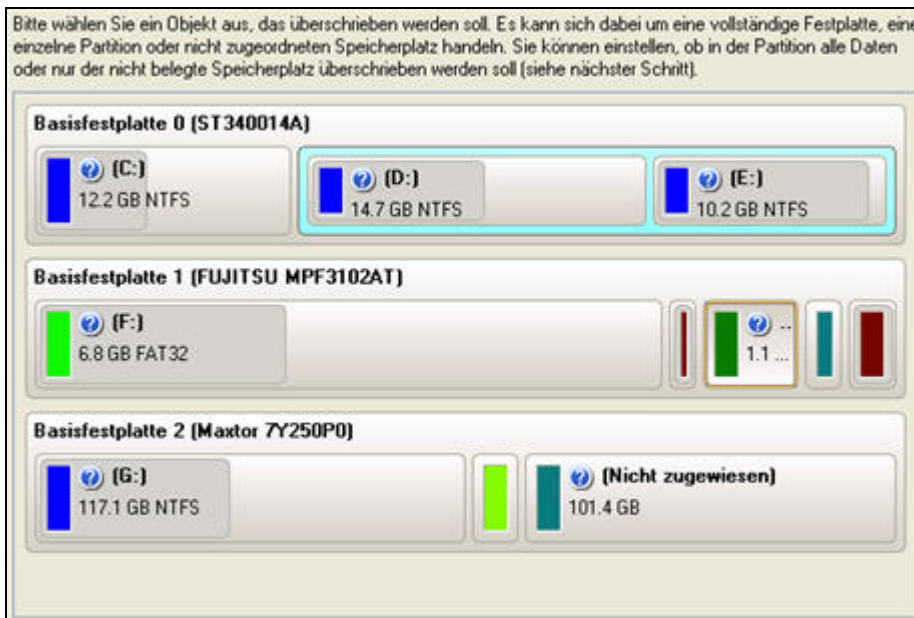 Bitte wählen Sie ein Objekt aus, das überschrieben werden soll. Es kann sich dabei um eine vollständige Festplatte, eine
einzelne Partition oder nicht zugeordneten Speicherplatz handeln. Sie können einstellen, ob in der Partition alle Daten
oder nur der nicht belegte Speicherplatz überschrieben werden soll (siehe nächster Schritt).
Basisfestplatte 0 (ST340014A)
(C:)
12.2 GB NTFS
(D:)
14.7 GB NTFS
(E:)
10.2 GB NTFS
Basisfestplatte 1 (FUJITSU MPF3102AT)
(F:)
6.8 GB FAT32
..
1.1 ...
Basisfestplatte 2 (Maxtor 7Y250P0)
(G:)
117.1 GB NTFS
(Nicht zugewiesen)
101.4 GB